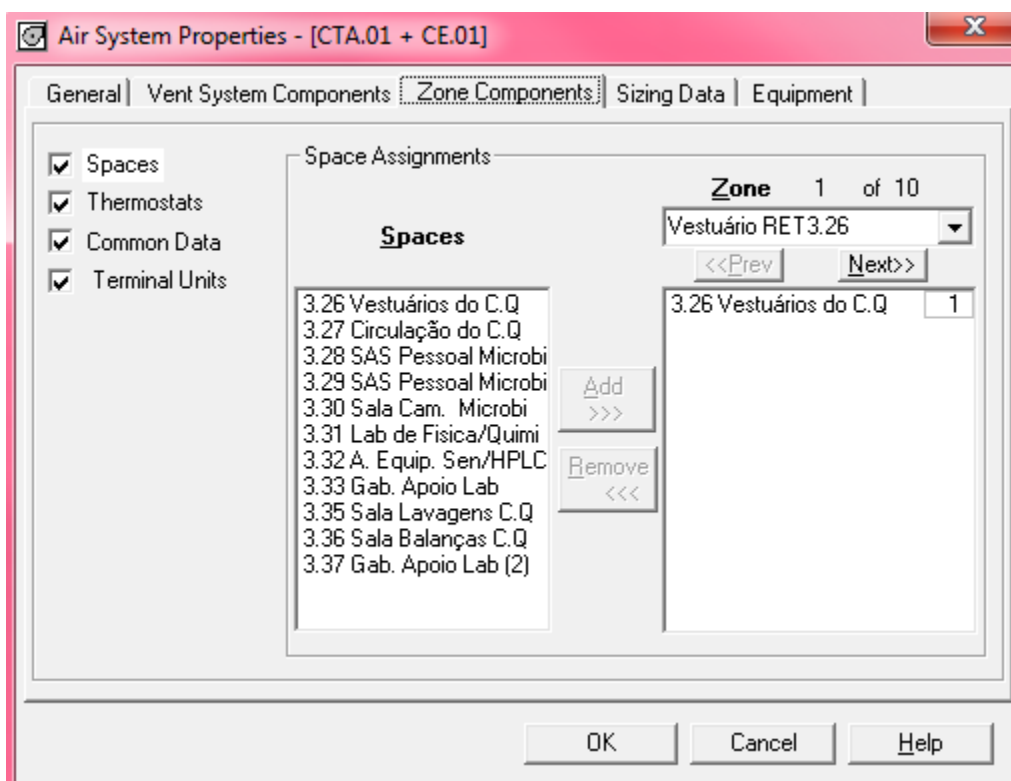 Air System Properties - [CTA.01 + CE.01]
X
General Vent System Components Zone Components Sizing Data Equipment
Spaces
Thermostats
Common Data
Terminal Units
Space Assignments
Spaces
Zone 1 of 10
Vestuário RET3.26
<<Prev Next>>
3.26 Vestuários do C.Q
3.27 Circulação do C.Q
3.28 SAS Pessoal Microbi
3.29 SAS Pessoal Microbi
3.30 Sala Cam. Microbi
3.31 Lab de Fisica/Quimi
3.32 A. Equip. Sen/HPLC
3.33 Gab. Apoio Lab
3.35 Sala Lavagens C.Q
3.36 Sala Balanças C.Q
3.37 Gab. Apoio Lab (2)
Add
>>>
Remove
<<<
3.26 Vestuários do C.Q 1
OK Cancel Help